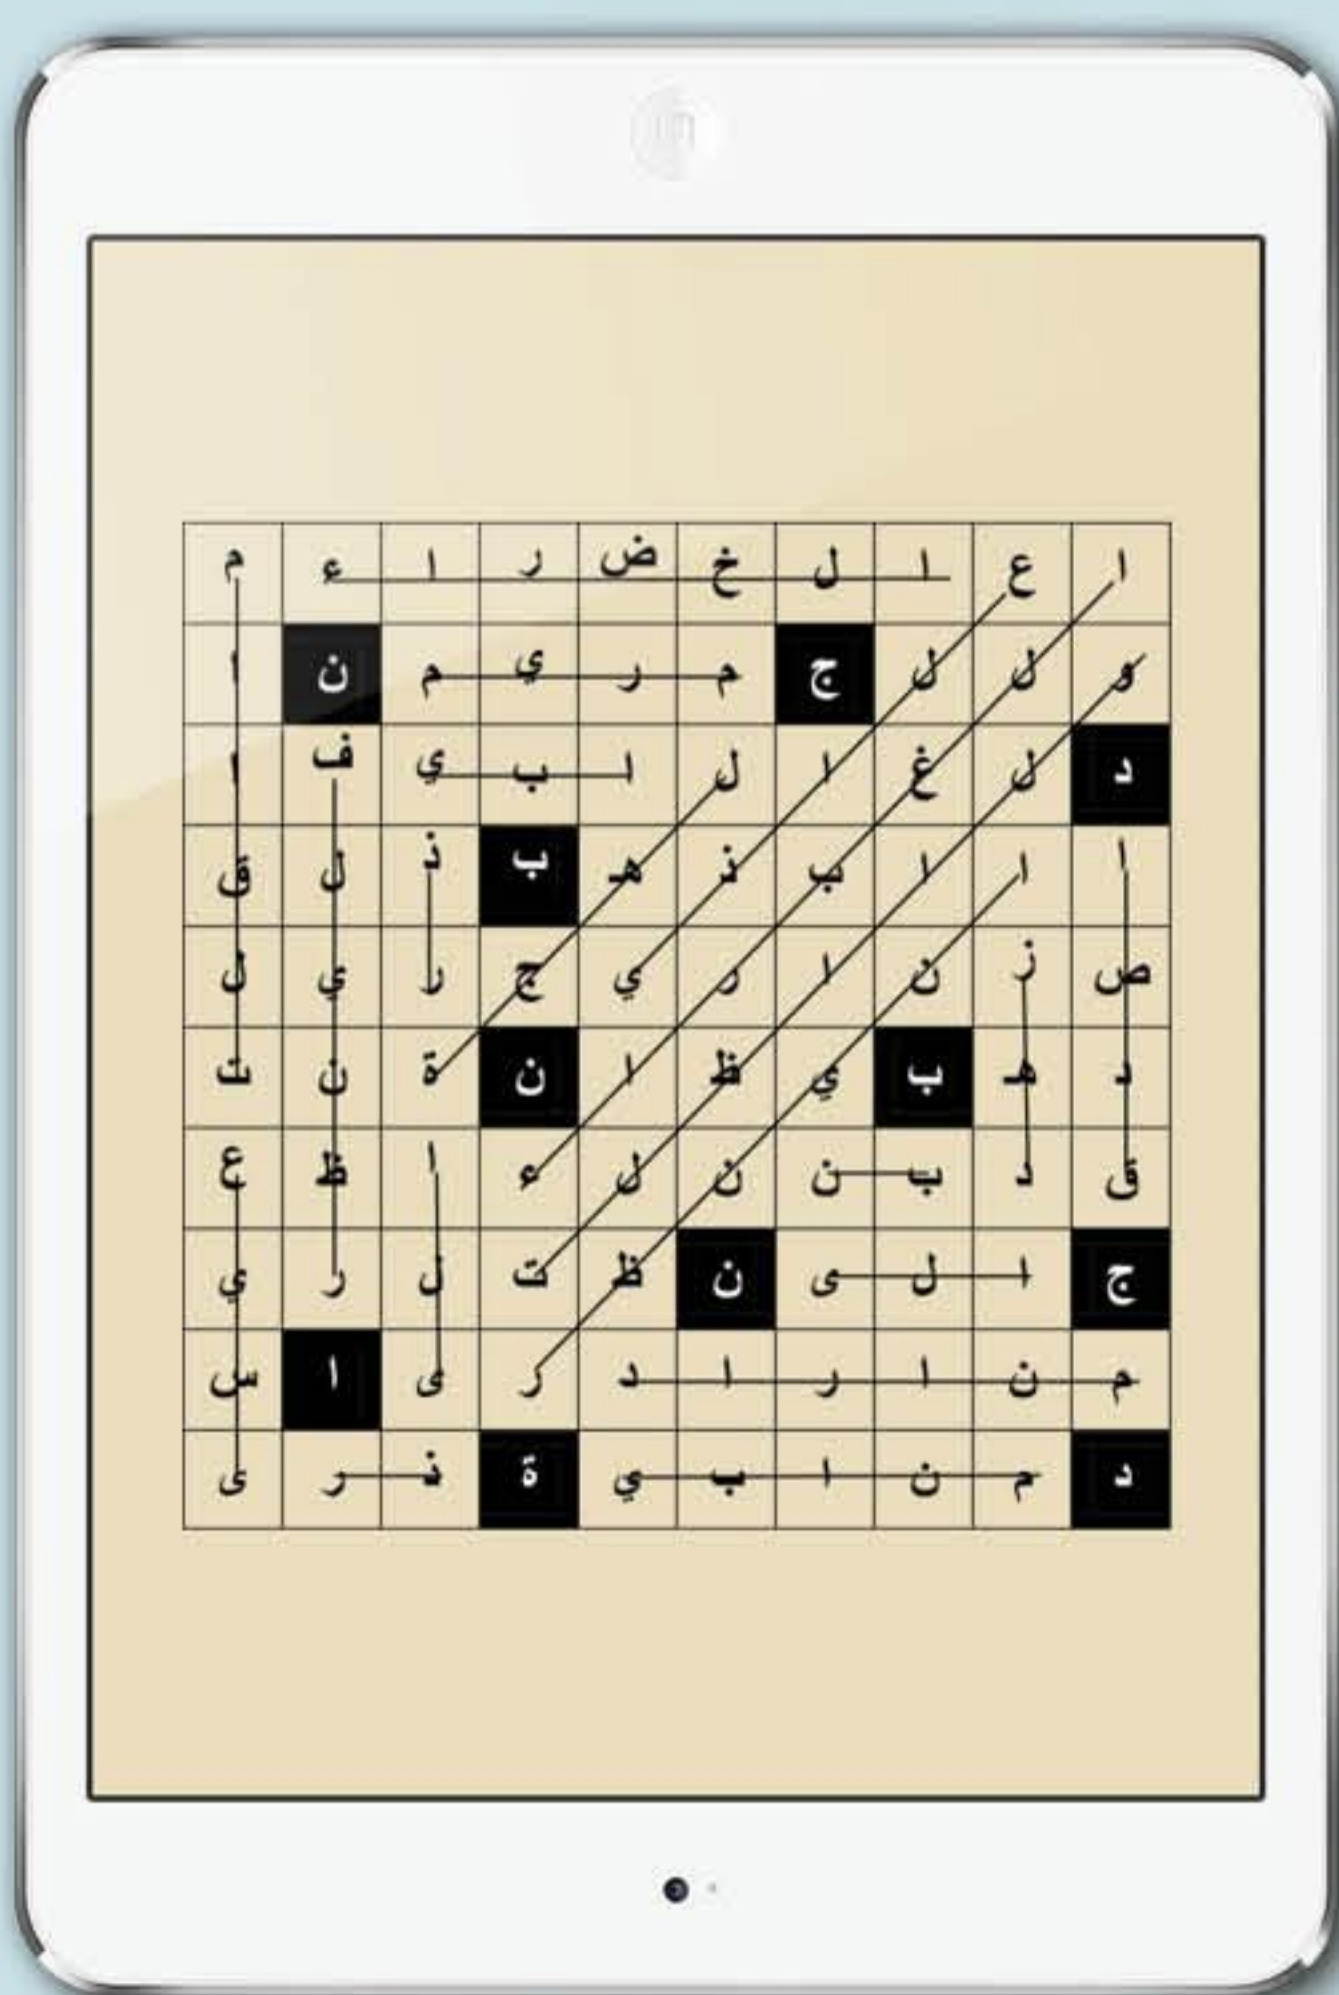 ا ع ا ل خ ض ر ا ء م
و ل ل ج م ر ي م ن ا
د ل غ ا ل ا ب ي ف ا
ا ا ا ب ذ هـ ب ذ ل ق
ص ز ن ا ر ي ج ر ي ل
د هـ ب ي ظ ا ن ة ن ت
ق د ب ن ن ل ء ا ظ ع
ج ا ل ى ن ظ ت ل ر ي
م ن ا ر ا د ر ى ا س
د م ن ا ب ي ة ذ ر ى